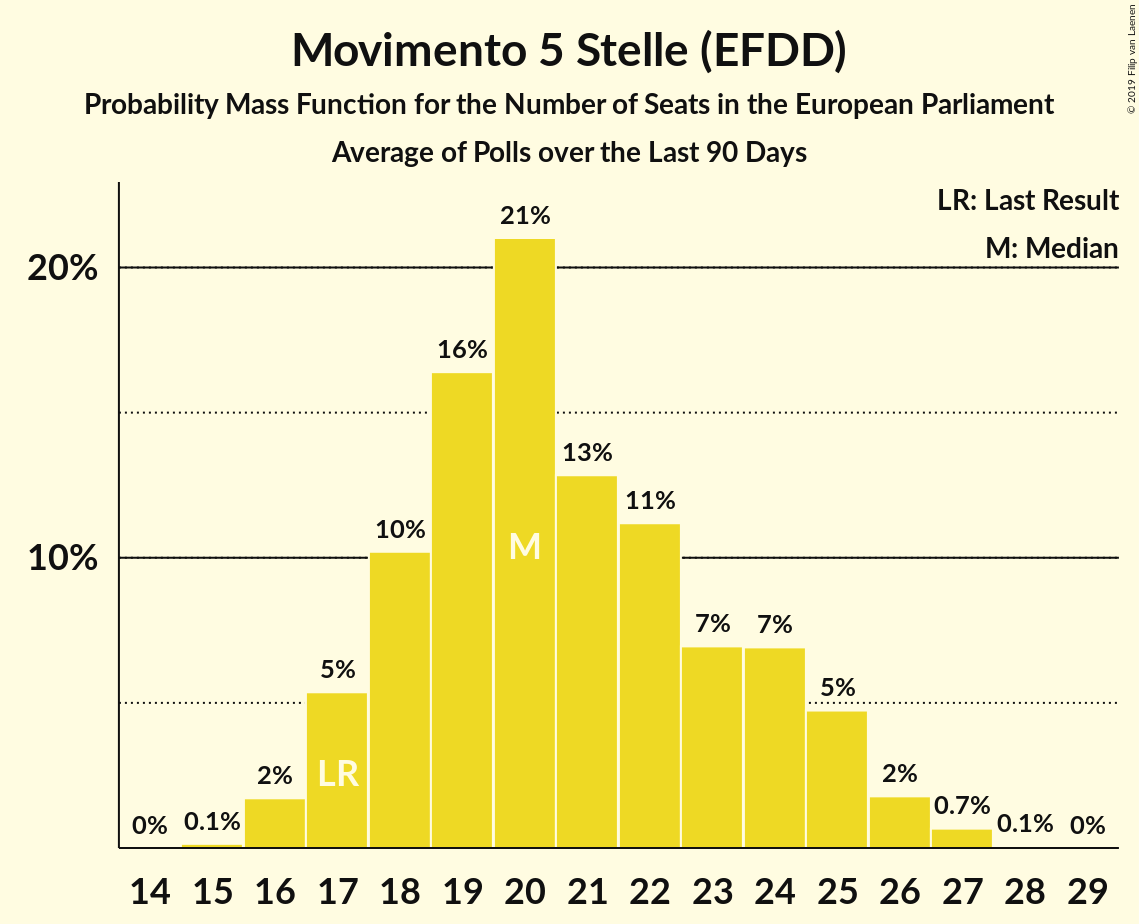 Movimento 5 Stelle (EFDD)
Probability Mass Function for the Number of Seats in the European Parliament
Average of Polls over the Last 90 Days
© 2019 Filip van Laenen
LR: Last Result
M: Median
20%
10%
0%
0.1%
2%
5%
10%
16%
21%
13%
11%
7%
7%
5%
2%
0.7%
0.1%
0%
LR
M
14 15 16 17 18 19 20 21 22 23 24 25 26 27 28 29